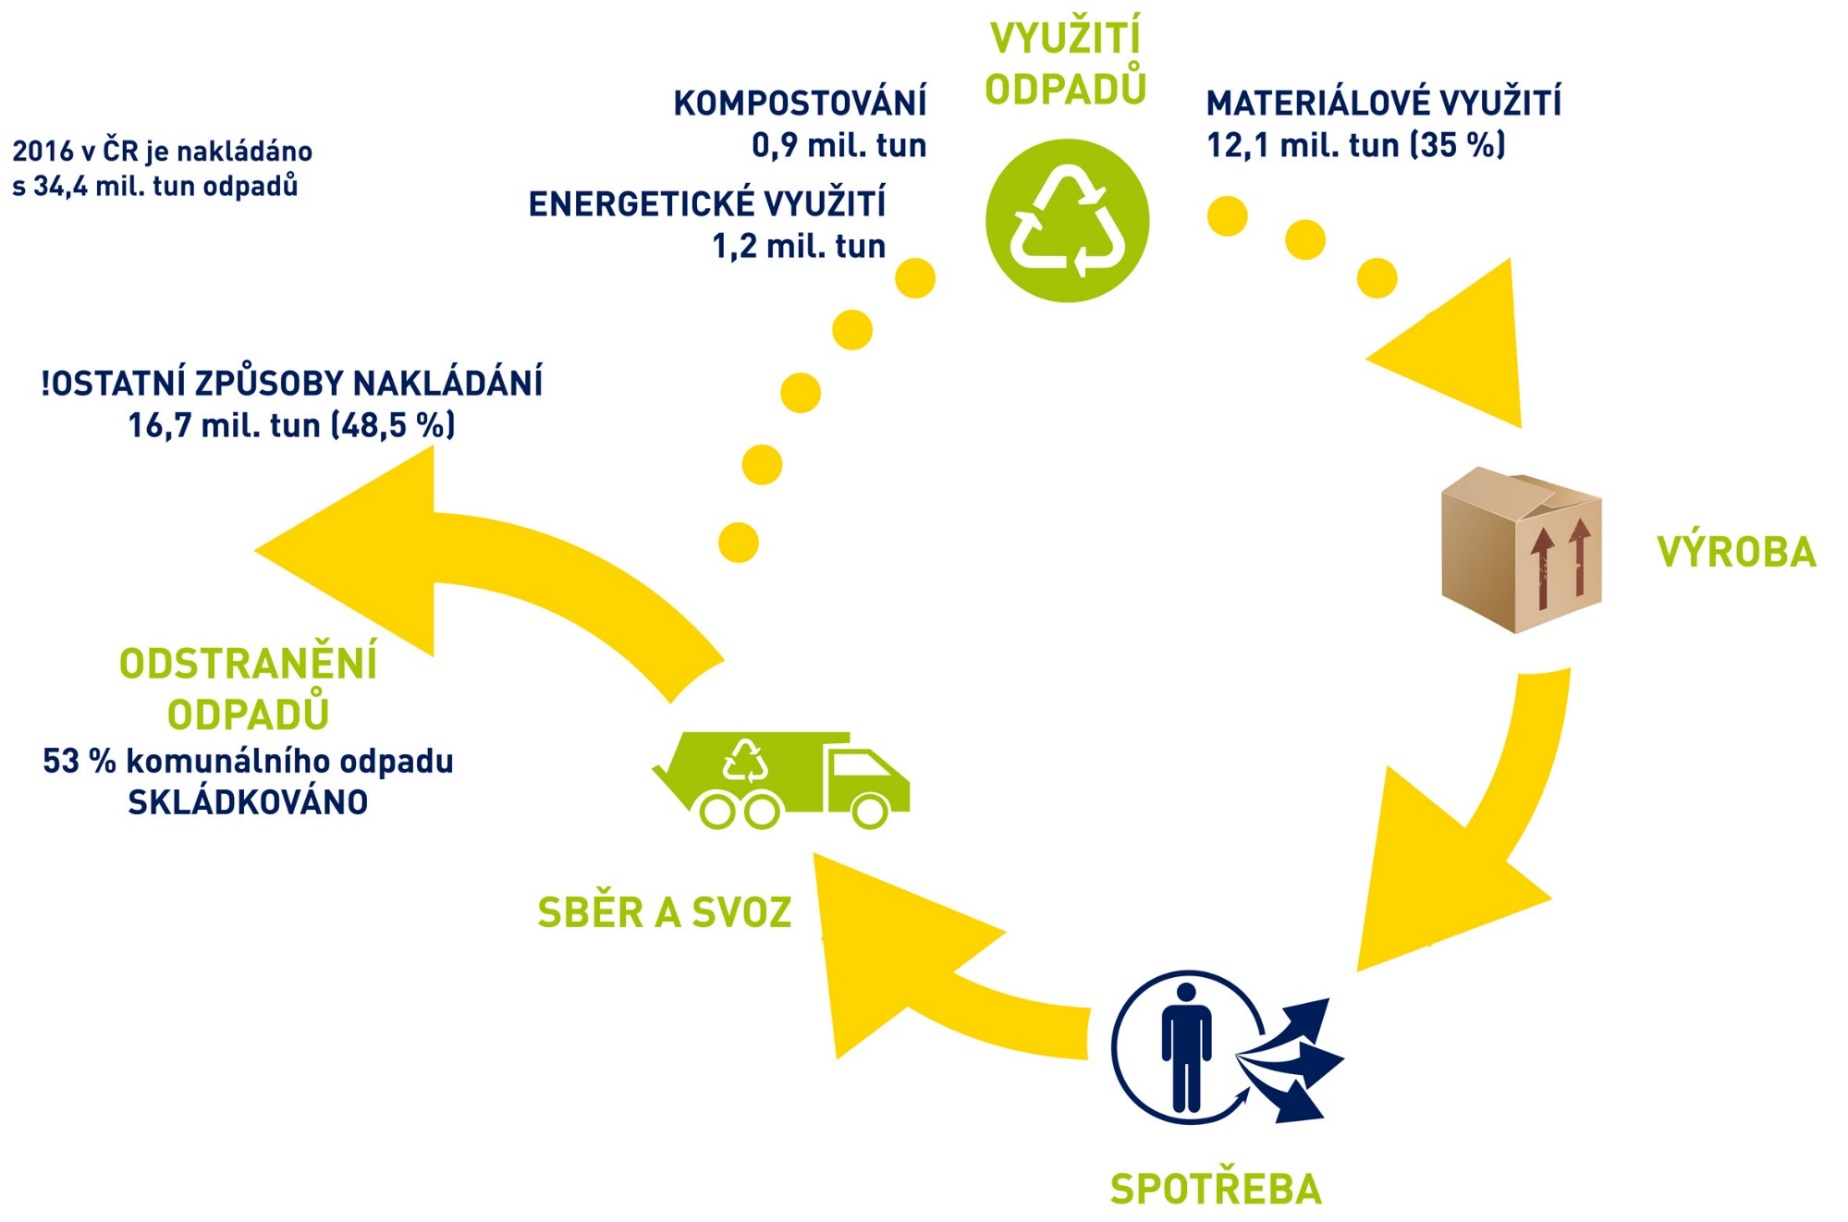 2016 v ČR je nakládáno
s 34,4 mil. tun odpadů
VYUŽITÍ
ODPADŮ
KOMPOSTOVÁNÍ
0,9 mil. tun
ENERGETICKÉ VYUŽITÍ
1,2 mil. tun
MATERIÁLOVÉ VYUŽITÍ
12,1 mil. tun (35 %)
!OSTATNÍ ZPŮSOBY NAKLÁDÁNÍ
16,7 mil. tun (48,5 %)
VÝROBA
ODSTRANĚNÍ
ODPADŮ
53 % komunálního odpadu
SKLÁDKOVÁNO
SBĚR A SVOZ
SPOTŘEBA